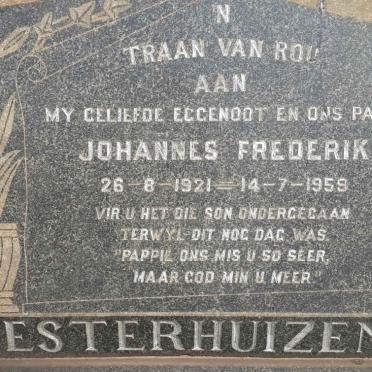 'N
TRAAN VAN ROU
AAN
MY GELIEFDE EGGENOOT EN ONS PA
JOHANNES FREDERIK
26-8-1921=14-7-1959
VIR U HET DIE SON ONDERGEGAAN
TERWYL DIT NOG DAG WAS
"PAPPIE ONS MIS U SO SEER,
MAAR GOD MIN U MEER"
ESTERHUIZEN